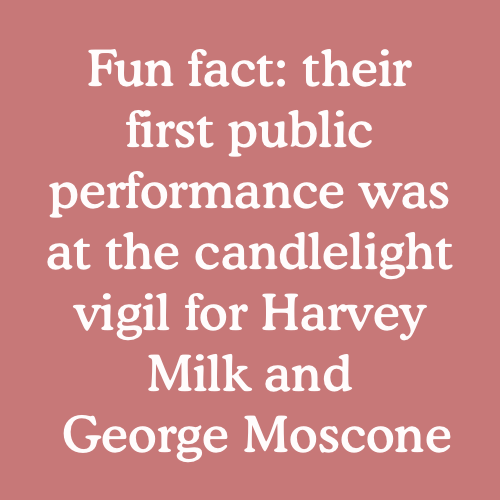 Fun fact: their
first public
performance was
at the candlelight
vigil for Harvey
Milk and
George Moscone